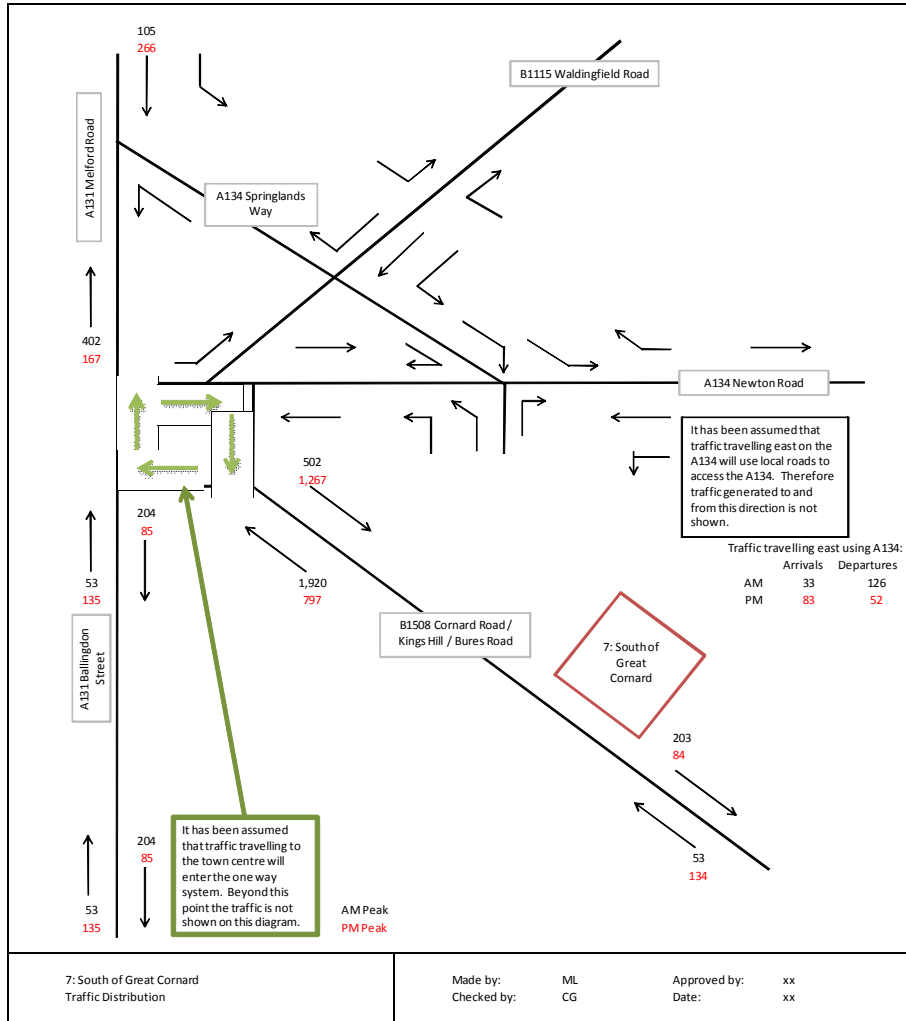 105
266
B1115 Waldingfield Road
A131 Melford Road
A134 Springlands
Way
402
167
A134 Newton Road
It has been assumed that
traffic travelling east on the
A134 will use local roads to
access the A134. Therefore
traffic generated to and
from this direction is not
shown.
502
1,267
204
85
Traffic travelling east using A134:
Arrivals Departures
AM 33 126
PM 83 52
53
135
1,920
797
B1508 Cornard Road /
Kings Hill / Bures Road
A131 Ballingdon
Street
7: South of
Great
Cornard
203
84
It has been assumed
that traffic travelling to
the town centre will
enter the one way
system. Beyond this
point the traffic is not
shown on this diagram.
204
85
53
134
53
135
AM Peak
PM Peak
7: South of Great Cornard
Traffic Distribution
Made by: ML Approved by: xx
Checked by: CG Date: xx